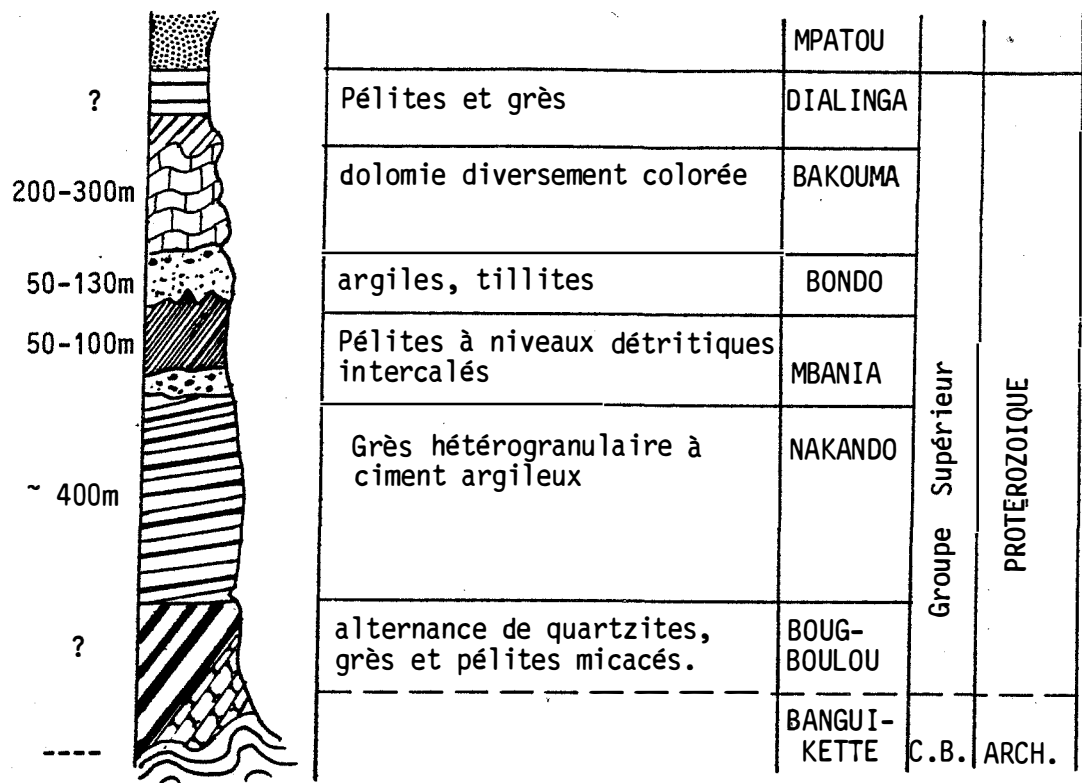 MPATOU
?
Pélites et grès
DIALINGA
200-300m
dolomie diversement colorée
BAKOUMA
50-130m
argiles, tillites
BONDO
50-100m
Pélites à niveaux détritiques
intercalés
MBANIA
~ 400m
Grès hétérogranulaire à
ciment argileux
NAKANDO
?
alternance de quartzites,
grès et pélites micacés.
BOUG-
BOULOU
----
BANGUI-
KETTE
C.B.
ARCH.
Groupe Supérieur
PROTEROZOIQUE